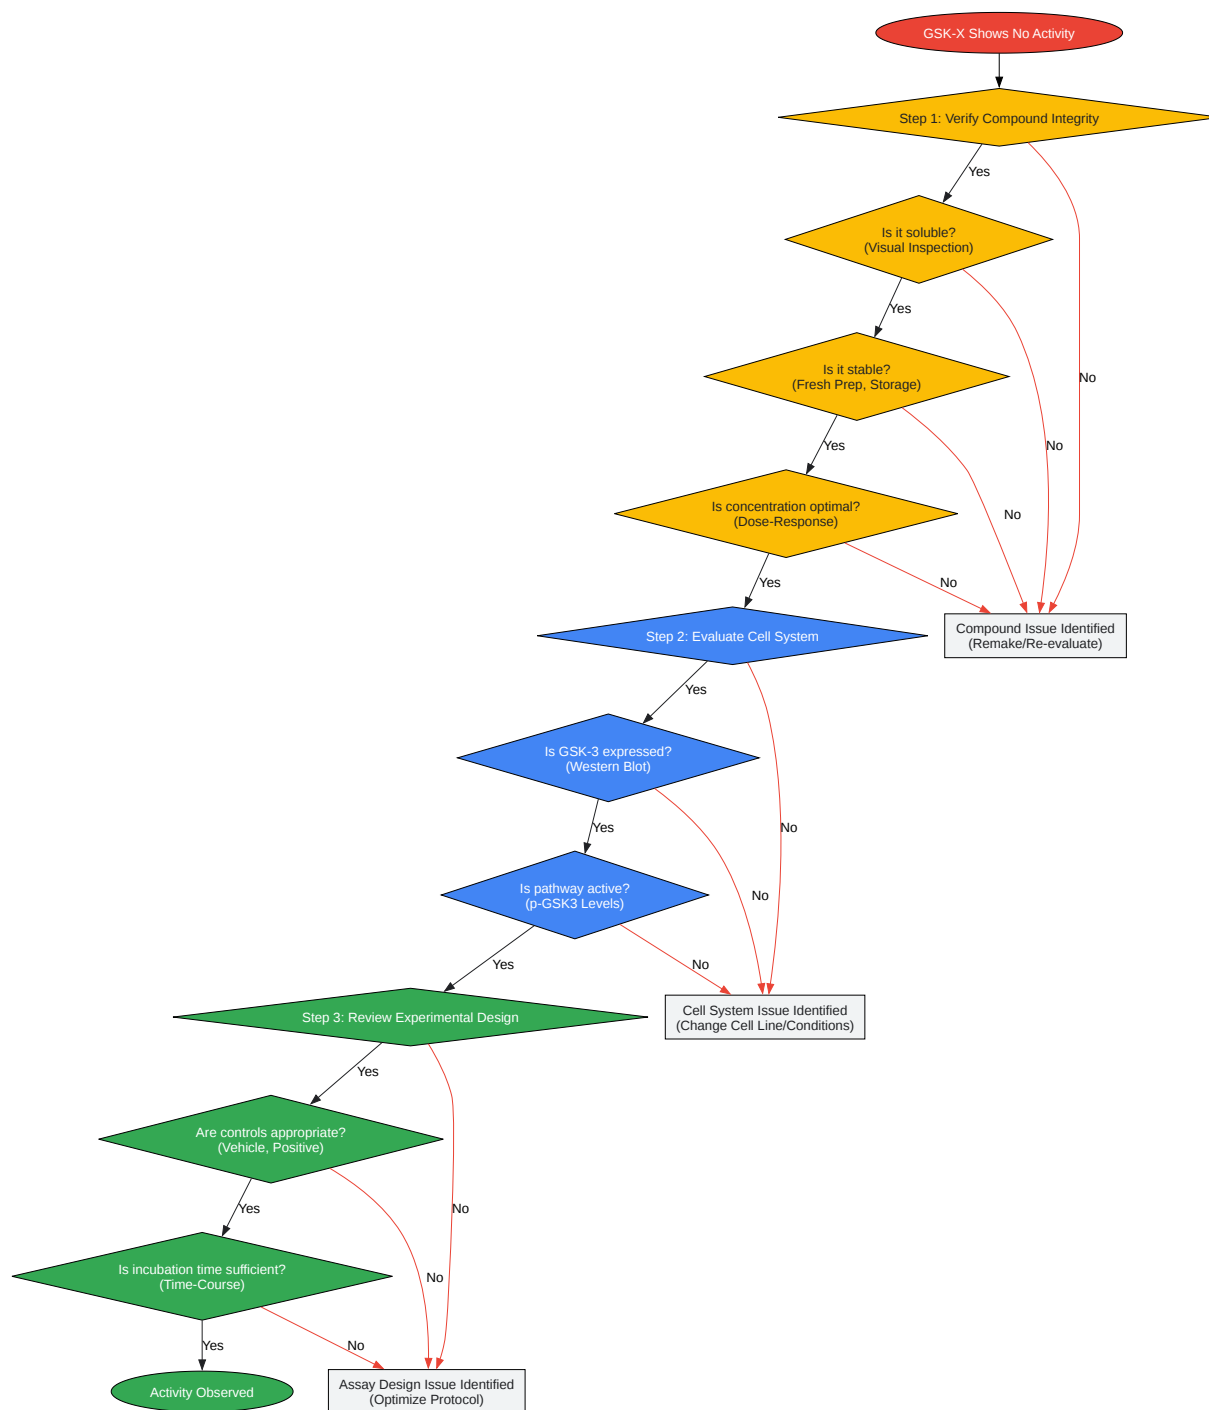 GSK-X Shows No Activity
Step 1: Verify Compound Integrity
Yes
Is it soluble?
(Visual Inspection)
Yes
Is it stable?
(Fresh Prep, Storage)
No
Yes
No
Is concentration optimal?
(Dose-Response)
No
Yes
No
Compound Issue Identified
(Remake/Re-evaluate)
Step 2: Evaluate Cell System
Yes
Is GSK-3 expressed?
(Western Blot)
Yes
No
Is pathway active?
(p-GSK3 Levels)
No
Yes
No
Cell System Issue Identified
(Change Cell Line/Conditions)
Step 3: Review Experimental Design
Yes
Are controls appropriate?
(Vehicle, Positive)
Yes
No
Is incubation time sufficient?
(Time-Course)
No
Yes
No
Activity Observed
Assay Design Issue Identified
(Optimize Protocol)